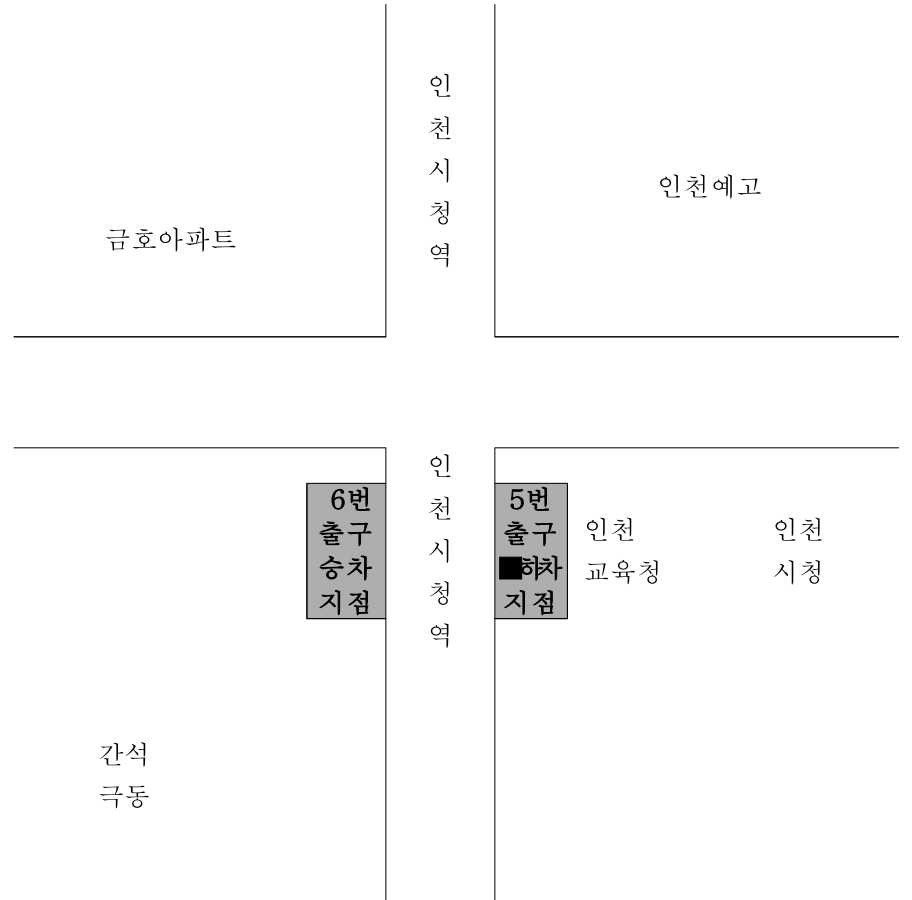 인
천
시
청
역
인천예고
금호아파트
인
천
시
청
역
6번
출구
승차
지점
5번
출구
하차
지점
인천
교육청
인천
시청
간석
극동